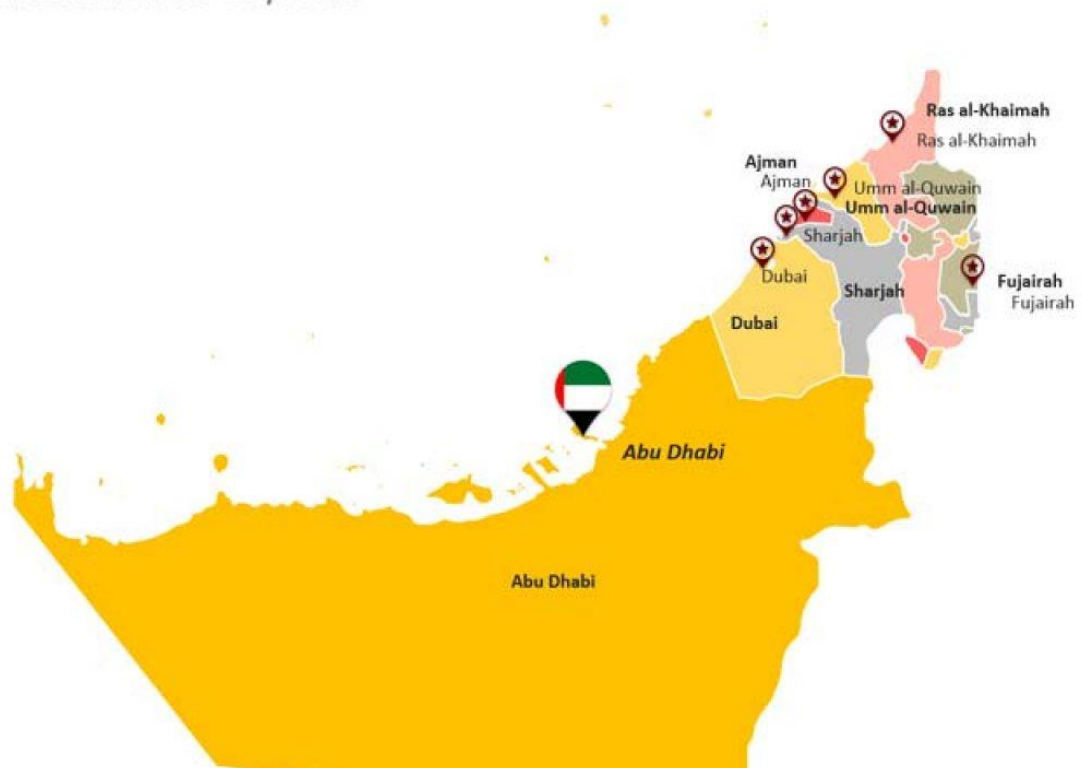 Ras al-Khaimah
Ras al-Khaimah
Ajman
Ajman
Umm al-Quwain
Umm al-Quwain
Sharjah
Dubai
Sharjah
Fujairah
Fujairah
Dubai
Abu Dhabi
Abu Dhabi